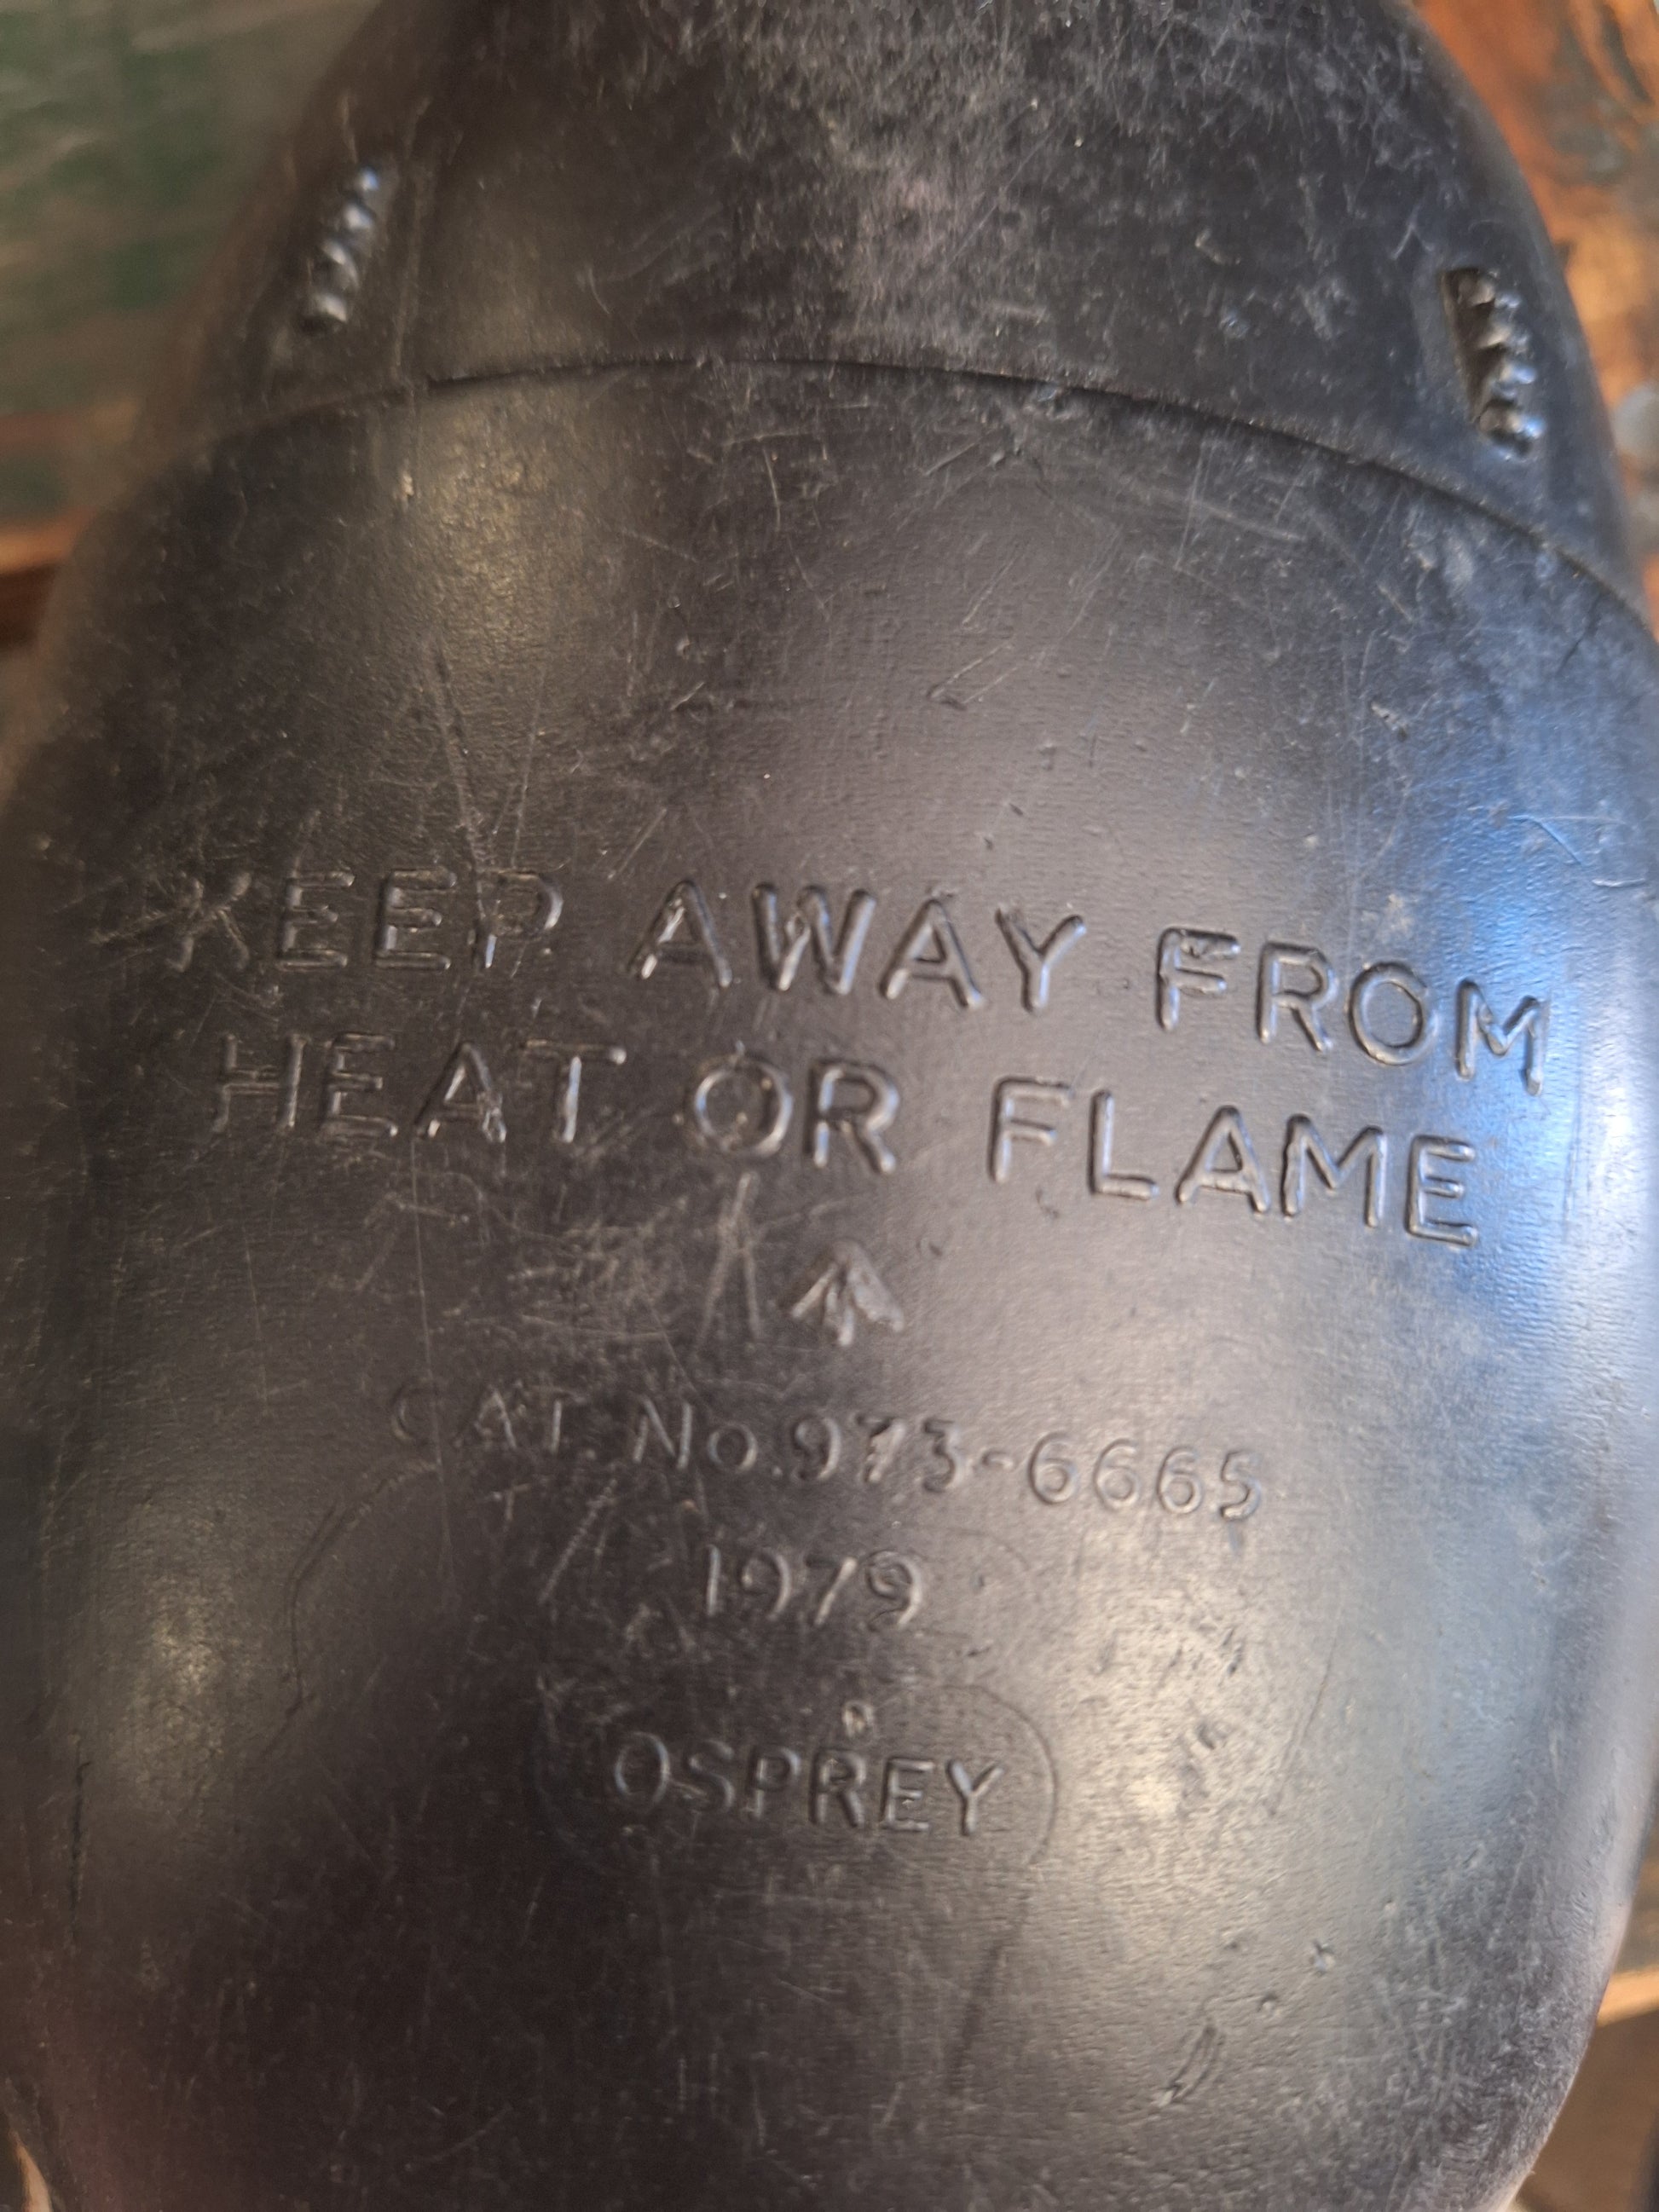 KEEP AWAY FROM
HEAT OR FLAME
CAT. No. 973-6665
1979
OSPREY